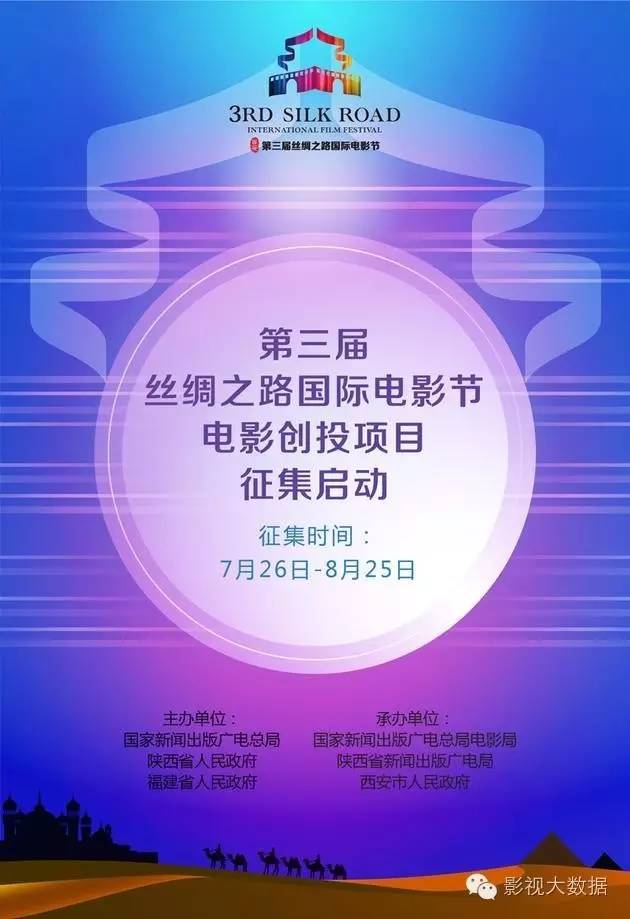 3RD SILK ROAD
INTERNATIONAL FILM FESTIVAL
第三届丝绸之路国际电影节
第三届
丝绸之路国际电影节
电影创投项目
征集启动
征集时间：
7月26日-8月25日
主办单位：
国家新闻出版广电总局
陕西省人民政府
福建省人民政府
承办单位：
国家新闻出版广电总局电影局
陕西省新闻出版广电局
西安市人民政府
影视大数据